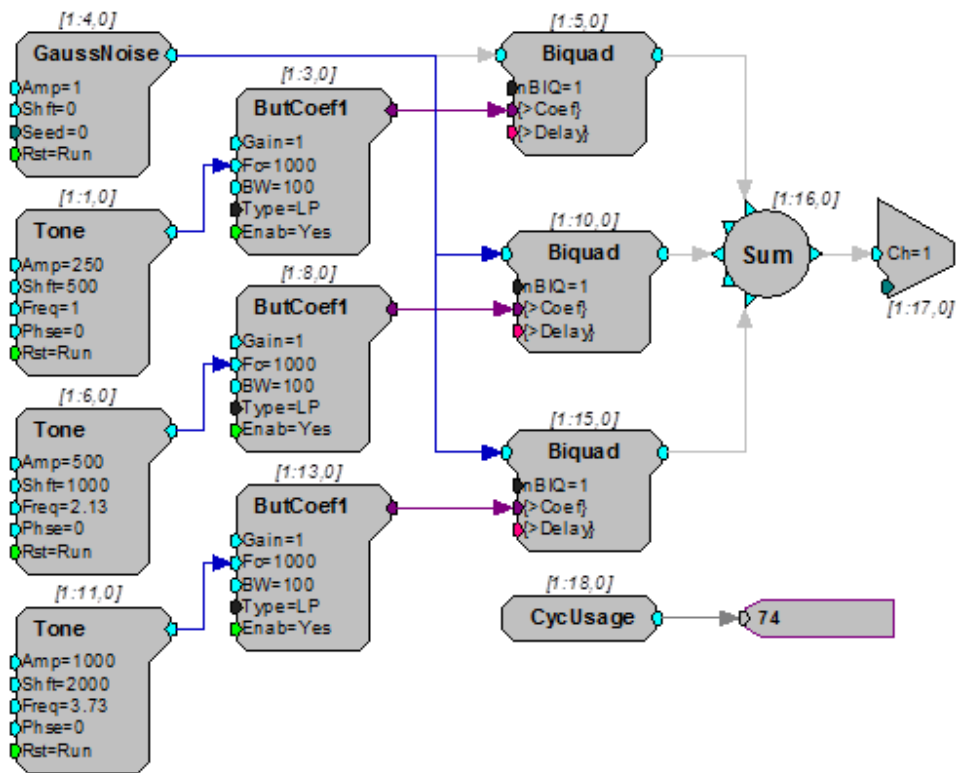 [1:4,0]
GaussNoise
Amp=1
Shft=0
Seed=0
Rst=Run
[1:3,0]
ButCoef1
Gain=1
Fo=1000
BW=100
Type=LP
Enab=Yes
[1:5,0]
Biquad
nBIQ=1
{>Coef}
{>Delay}
[1:1,0]
Tone
Amp=250
Shft=500
Freq=1
Phse=0
Rst=Run
[1:8,0]
ButCoef1
Gain=1
Fo=1000
BW=100
Type=LP
Enab=Yes
[1:10,0]
Biquad
nBIQ=1
{>Coef}
{>Delay}
[1:16,0]
Sum
Ch=1
[1:17,0]
[1:6,0]
Tone
Amp=500
Shft=1000
Freq=2.13
Phse=0
Rst=Run
[1:13,0]
ButCoef1
Gain=1
Fo=1000
BW=100
Type=LP
Enab=Yes
[1:15,0]
Biquad
nBIQ=1
{>Coef}
{>Delay}
[1:11,0]
Tone
Amp=1000
Shft=2000
Freq=3.73
Phse=0
Rst=Run
[1:18,0]
CycUsage
74